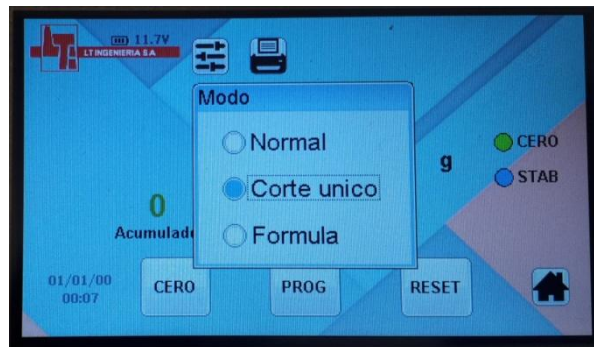 11.7V
LT INGENIERIA S A
Modo
Normal
Corte unico
Formula
g
CERO
STAB
0
Acumulado
01/01/00
00:07
CERO
PROG
RESET